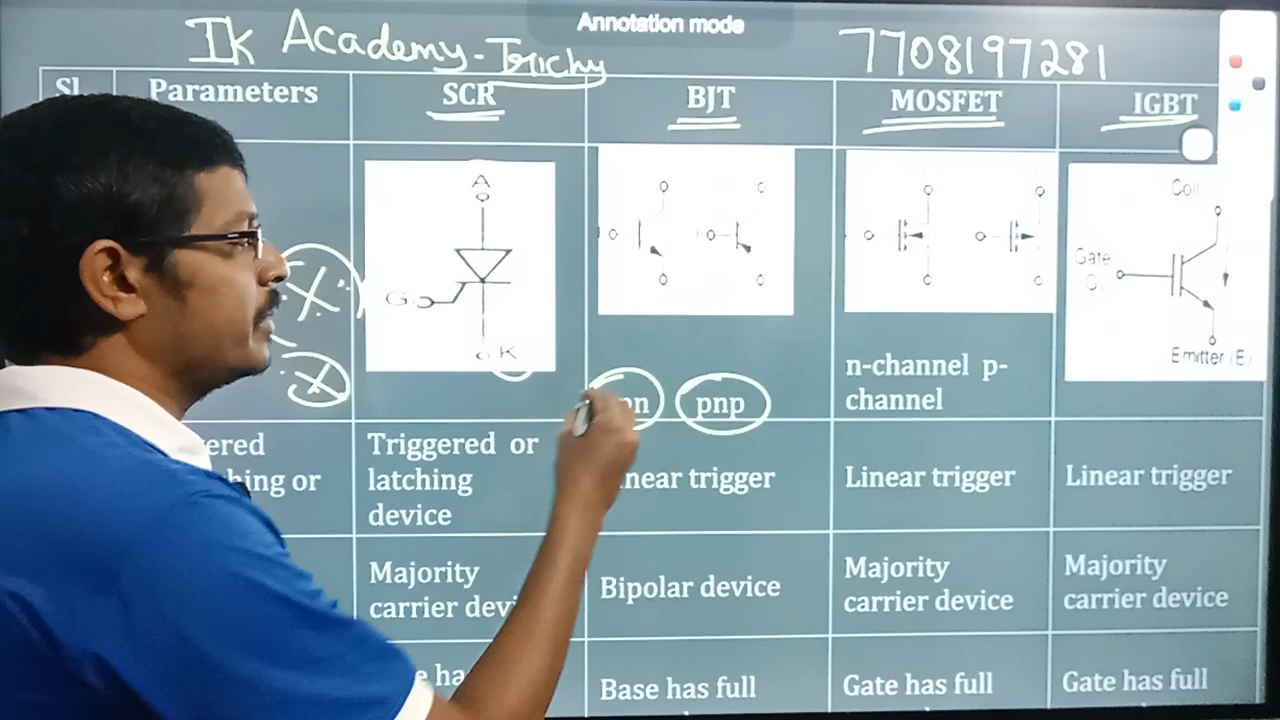 Annotation mode
Ik Academy - Trichy 7708197281
Sl. Parameters SCR BJT MOSFET IGBT
A
G
K
Coll
Gate
(G)
Emitter (E)
pnp
n-channel p-
channel
Triggered or
latching
device
Linear trigger
Linear trigger
Linear trigger
Majority
carrier
Bipolar device
Majority
carrier device
Majority
carrier device
Base has full
Gate has full
Gate has full